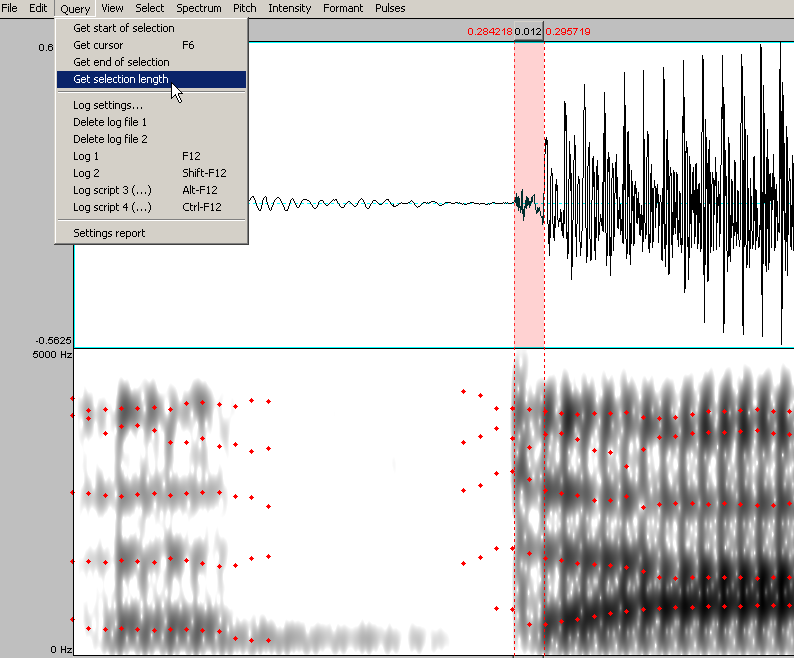 File Edit Query View Select Spectrum Pitch Intensity Formant Pulses
Get start of selection
Get cursor F6
Get end of selection
Get selection length
Log settings...
Delete log file 1
Delete log file 2
Log 1 F12
Log 2 Shift-F12
Log script 3 (...) Alt-F12
Log script 4 (...) Ctrl-F12
Settings report
0.284218 0.012 0.295719
0.6
-0.5625
5000 Hz
0 Hz